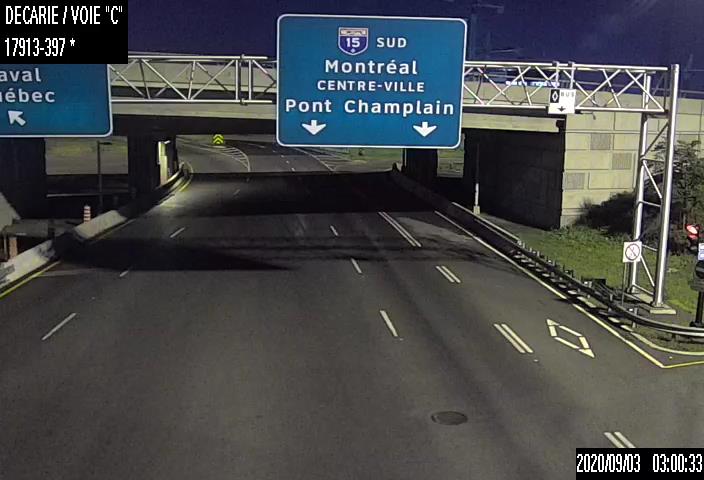 DECARIE / VOIE "C"
17913-397 *
aval
uébec
15 SUD
Montréal
CENTRE-VILLE
Pont Champlain
BUS
2020/09/03 03:00:33